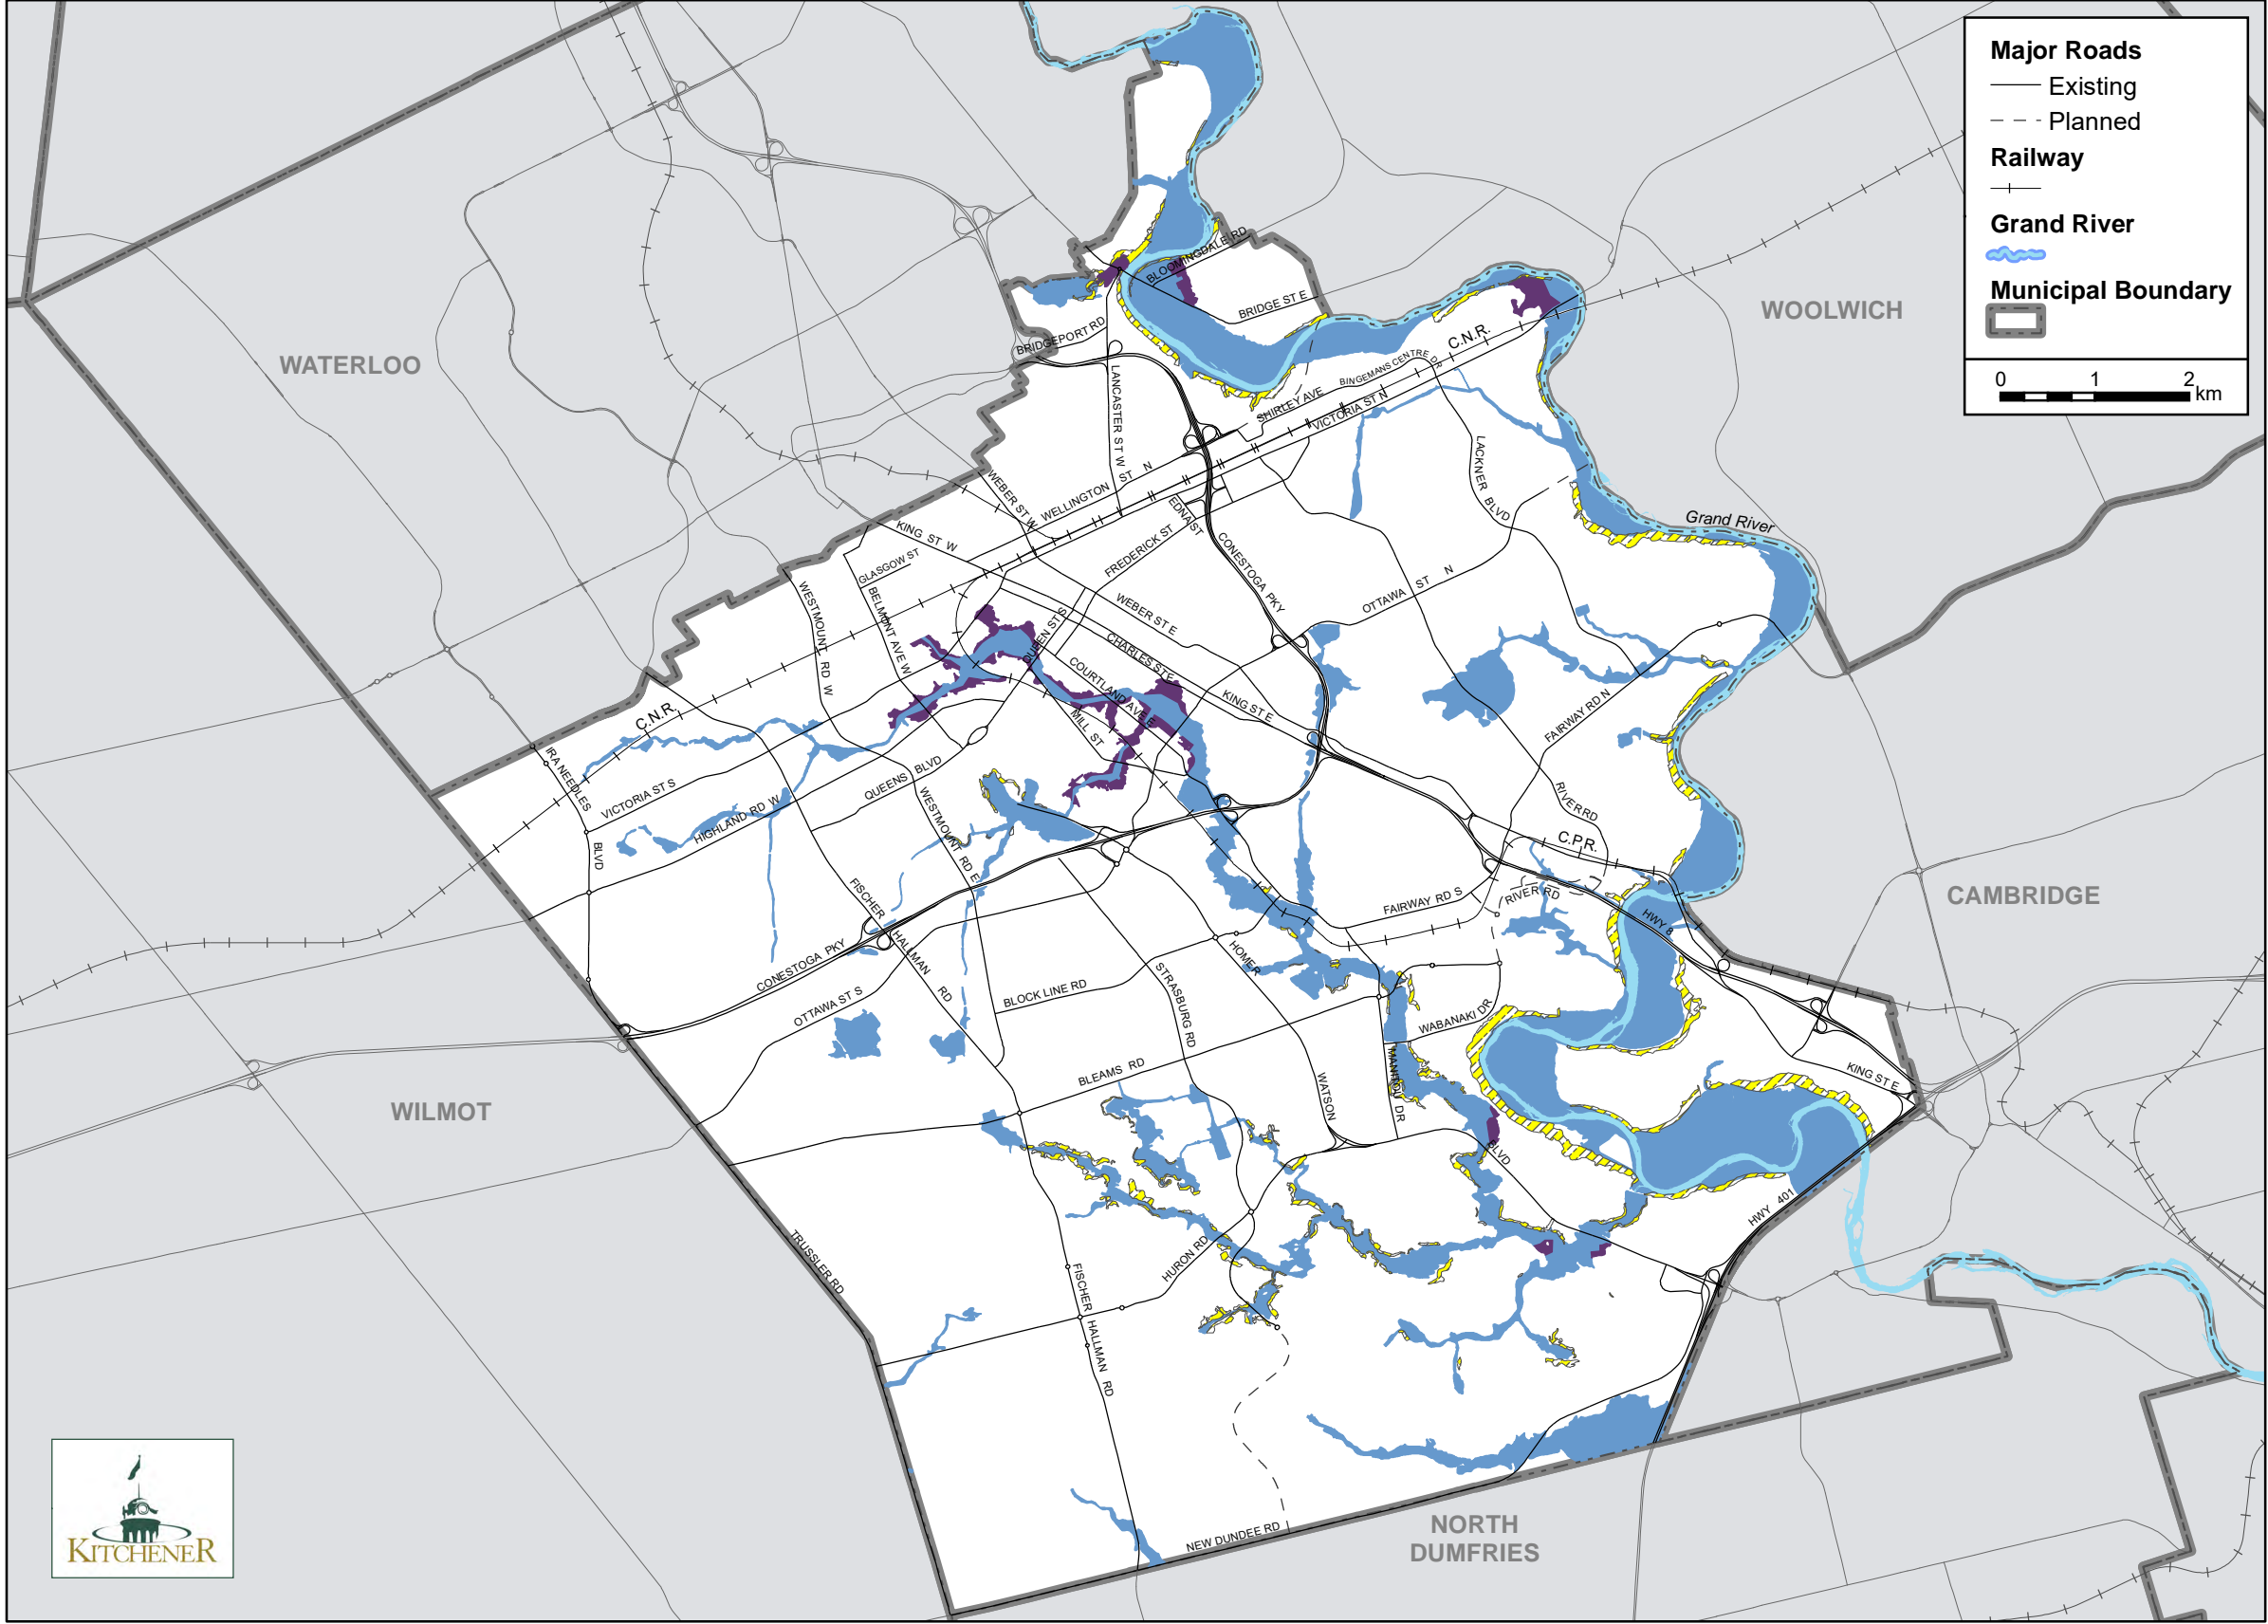 Major Roads
Existing
Planned
Railway
Grand River
Municipal Boundary
0 1 2
km
WATERLOO
WOOLWICH
CAMBRIDGE
WILMOT
NORTH
DUMFRIES
BLOOMINGDALE RD
BRIDGE ST E
BRIDGEPORT RD
LANCASTER ST W
C.N.R.
BINGEMANS CENTRE DR
SHIRLEY AVE
VICTORIA ST N
WELLINGTON ST N
WEBER ST W
KING ST W
GLASGOW ST
EDNA ST
FREDERICK ST
LACKNER BLVD
Grand River
CONESTOGA PKY
OTTAWA ST N
WESTMOUNT RD W
BELMONT AVE W
QUEEN ST S
WEBER ST E
CHARLES ST E
COURTLAND AVE E
KING ST E
MILL ST
C.N.R.
IRA NEEDLES
BLVD
VICTORIA ST S
HIGHLAND RD W
QUEENS BLVD
WESTMOUNT RD E
FAIRWAY RD N
RIVER RD
C.P.R.
FISCHER
HALLMAN
RD
FAIRWAY RD S
RIVER RD
HWY 8
CONESTOGA PKY
OTTAWA ST S
BLOCK LINE RD
STRASBURG RD
HOMER
WATSON
BLVD
WABANAKI DR
MANITOU DR
BLEAMS RD
KING ST E
HWY 401
TRUSSLER RD
HURON RD
FISCHER
HALLMAN RD
NEW DUNDEE RD
KITCHENER